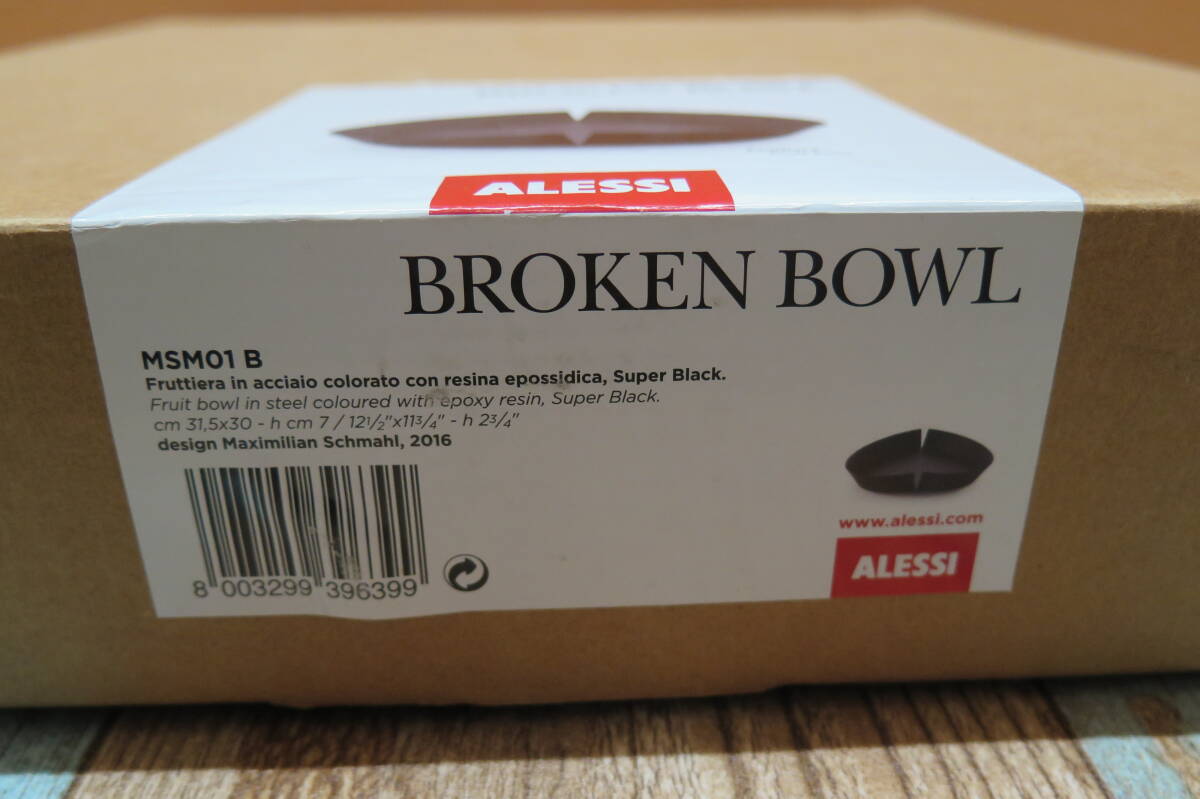 ALESSI
BROKEN BOWL
MSM01 B
Fruttiera in acciaio colorato con resina epossidica, Super Black.
Fruit bowl in steel coloured with epoxy resin, Super Black.
cm 31,5x30 - h cm 7 / 12½"x11¾" - h 2¾"
design Maximilian Schmahl, 2016
8 003299 396399
www.alessi.com
ALESSI